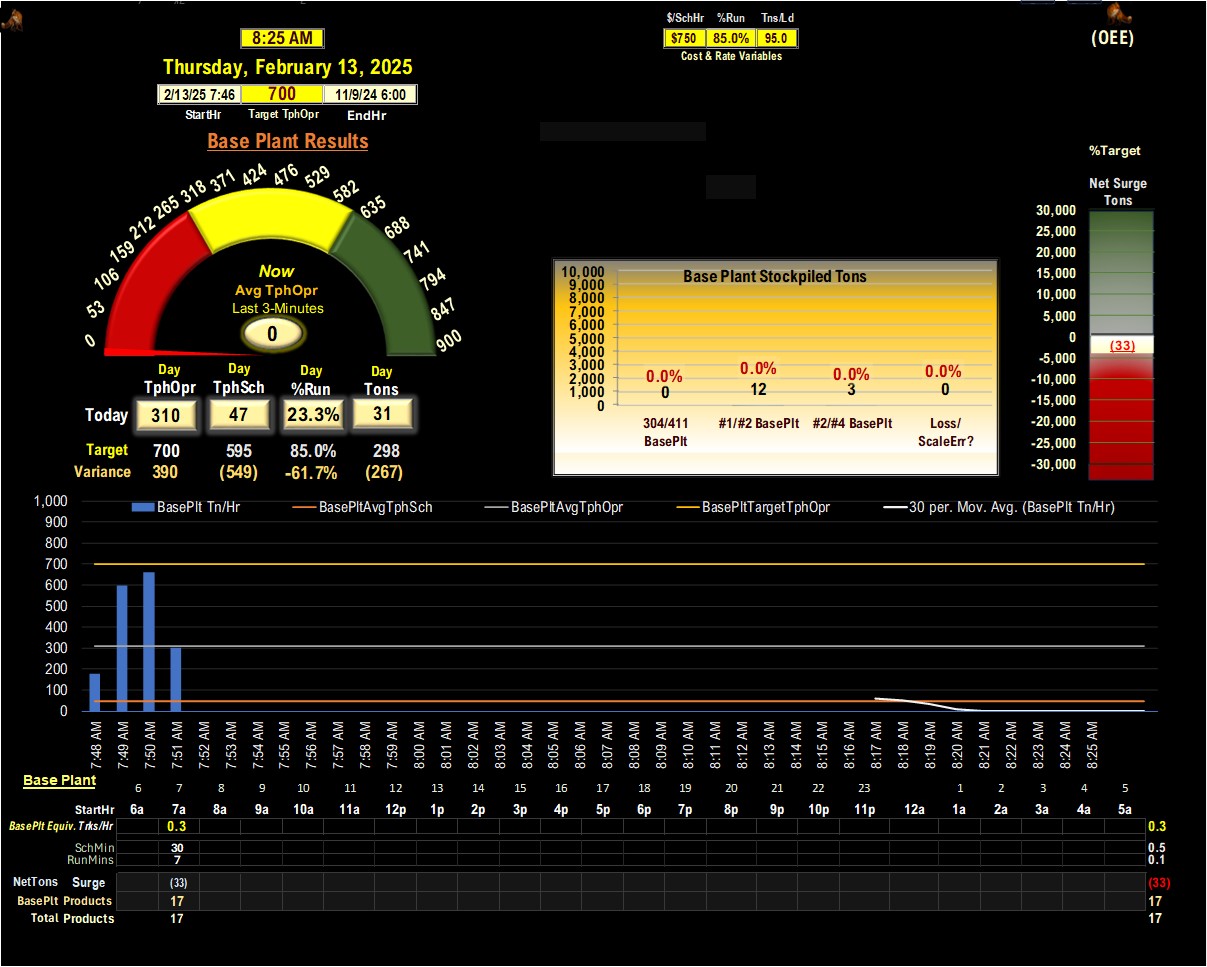 $/SchHr %Run Tns/Ld
8:25 AM
$750 85.0% 95.0
(OEE)
Cost & Rate Variables
Thursday, February 13, 2025
2/13/25 7:46 700 11/9/24 6:00
StartHr Target TphOpr EndHr
Base Plant Results
0 53 106 159 212 265 318 371 424 476 529 582 635 688 741 794 847 900
Now
Avg TphOpr
Last 3-Minutes
0
Day Day Day Day
TphOpr TphSch %Run Tons
Today 310 47 23.3% 31
Target 700 595 85.0% 298
Variance 390 (549) -61.7% (267)
Base Plant Stockpiled Tons
10,000
9,000
8,000
7,000
6,000
5,000
4,000
3,000
2,000
1,000
0
0.0% 0.0% 0.0% 0.0%
0 12 3 0
304/411 BasePlt
#1/#2 BasePlt
#2/#4 BasePlt
Loss/ ScaleErr?
%Target
Net Surge
Tons
30,000
25,000
20,000
15,000
10,000
5,000
0
(33)
-5,000
-10,000
-15,000
-20,000
-25,000
-30,000
BasePlt Tn/Hr BasePltAvgTphSch BasePltAvgTphOpr BasePltTargetTphOpr 30 per. Mov. Avg. (BasePlt Tn/Hr)
1,000
900
800
700
600
500
400
300
200
100
0
7:48 AM 7:49 AM 7:50 AM 7:51 AM 7:52 AM 7:53 AM 7:54 AM 7:55 AM 7:56 AM 7:57 AM 7:58 AM 7:59 AM 8:00 AM 8:01 AM 8:02 AM 8:03 AM 8:04 AM 8:05 AM 8:06 AM 8:07 AM 8:08 AM 8:09 AM 8:10 AM 8:11 AM 8:12 AM 8:13 AM 8:14 AM 8:15 AM 8:16 AM 8:17 AM 8:18 AM 8:19 AM 8:20 AM 8:21 AM 8:22 AM 8:23 AM 8:24 AM 8:25 AM
Base Plant
6 7 8 9 10 11 12 13 14 15 16 17 18 19 20 21 22 23 1 2 3 4 5
StartHr 6a 7a 8a 9a 10a 11a 12p 1p 2p 3p 4p 5p 6p 7p 8p 9p 10p 11p 12a 1a 2a 3a 4a 5a
BasePlt Equiv. Trks/Hr 0.3 0.3
SchMin 30 0.5
RunMins 7 0.1
NetTons Surge (33) (33)
BasePlt Products 17 17
Total Products 17 17